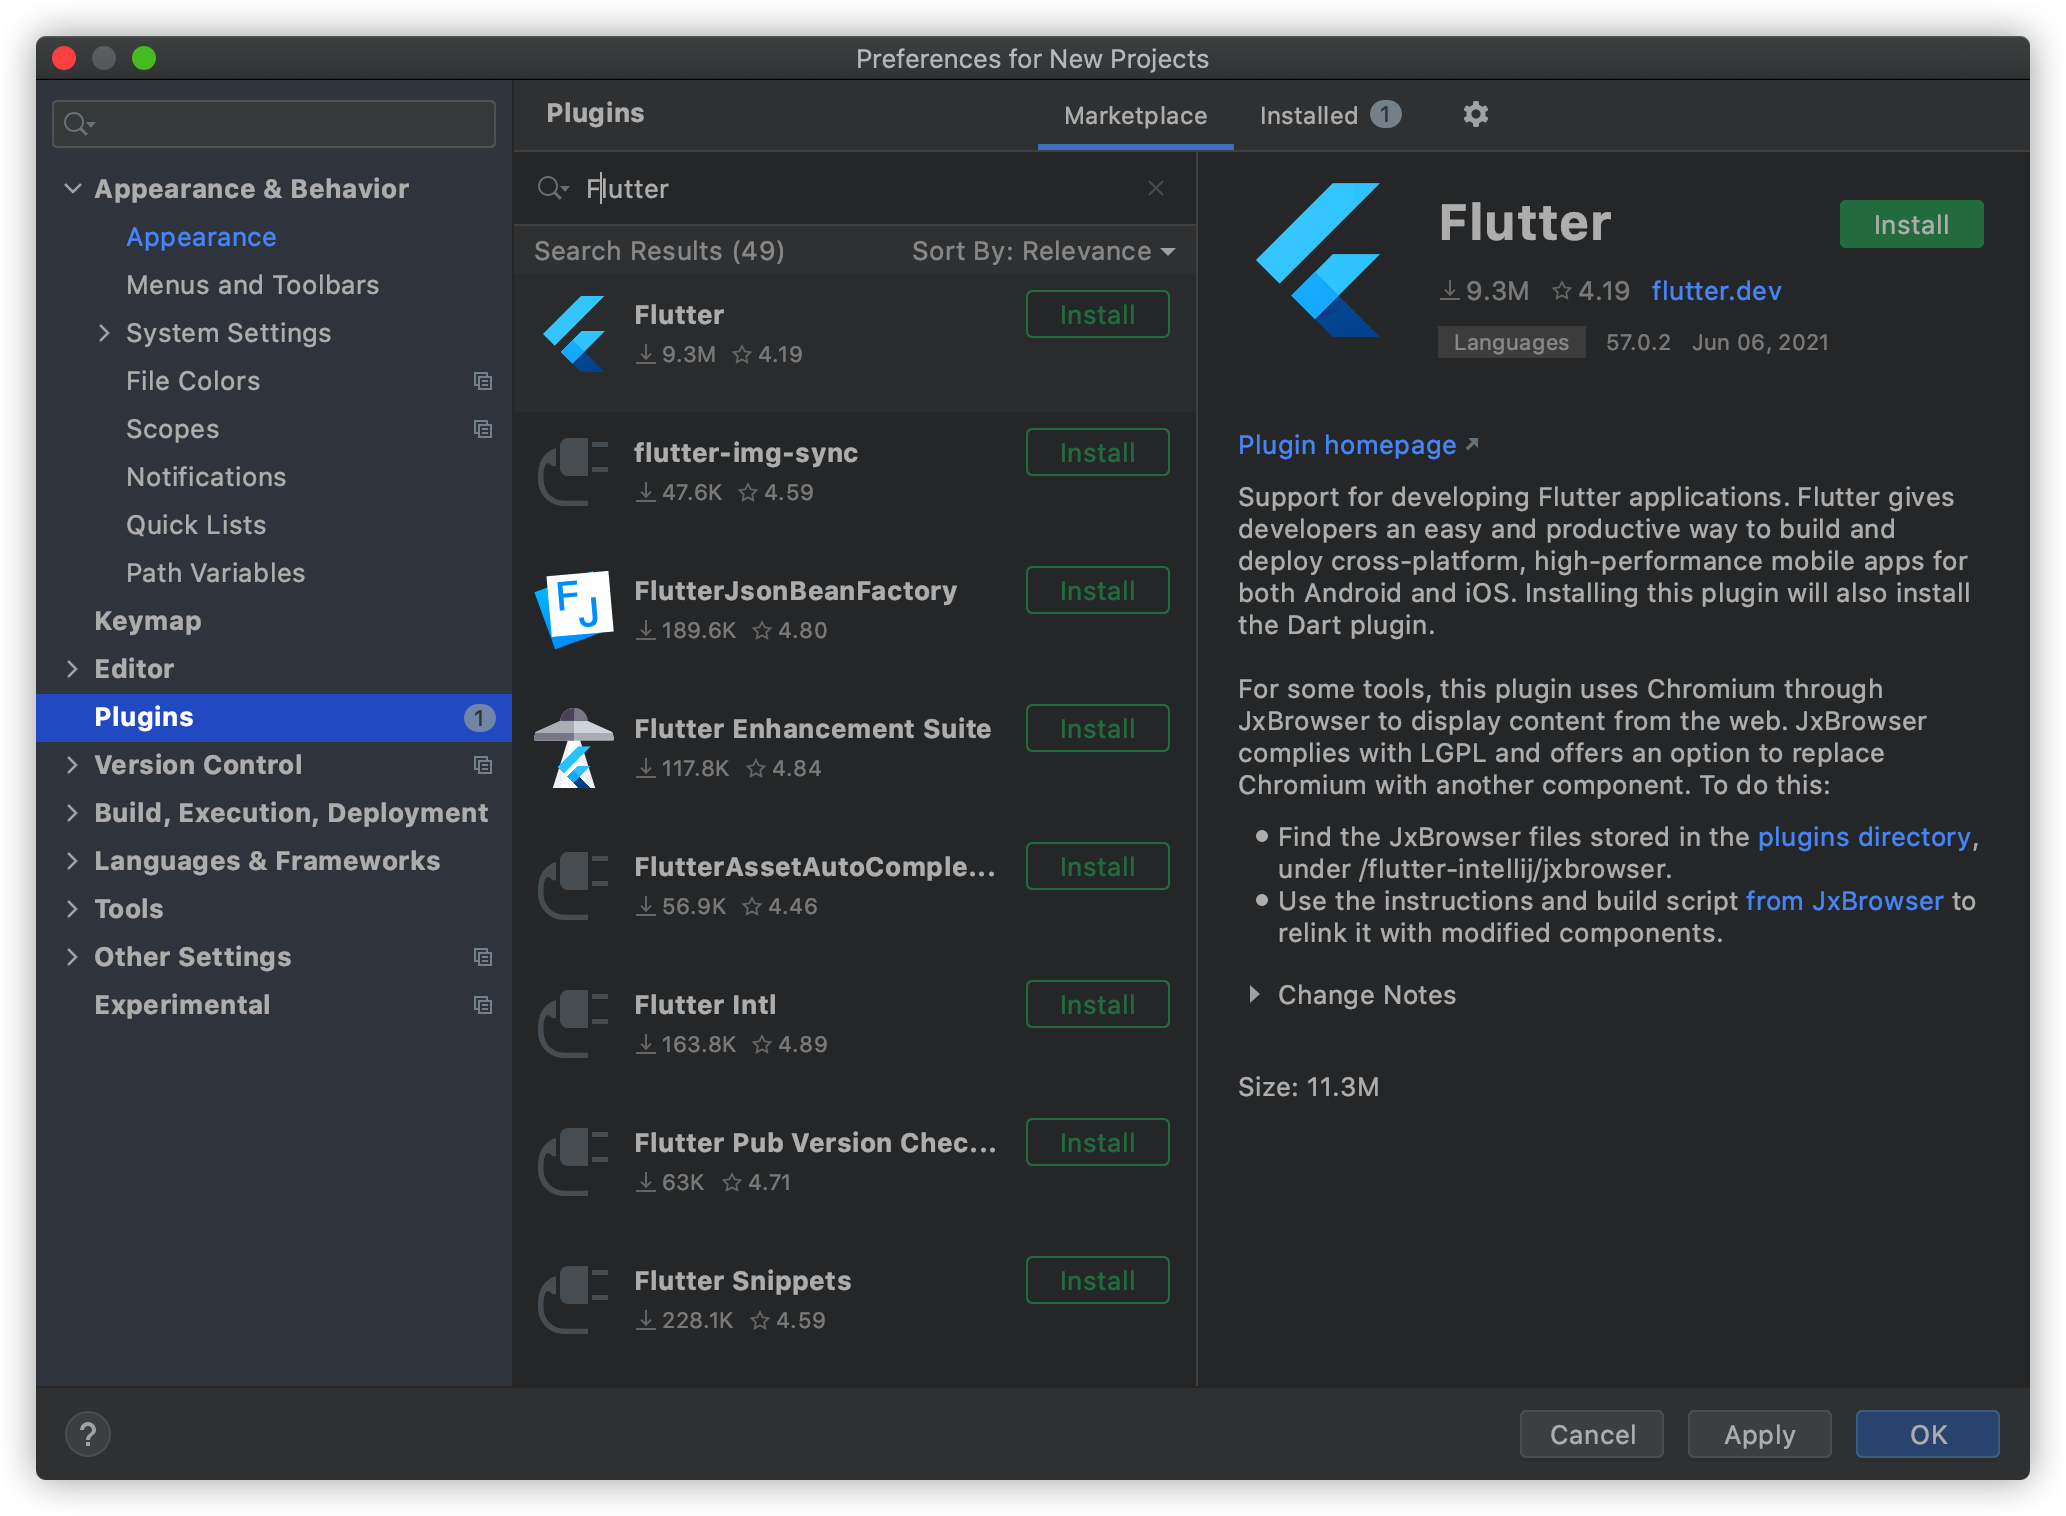 Preferences for New Projects
Appearance & Behavior
Appearance
Menus and Toolbars
System Settings
File Colors
Scopes
Notifications
Quick Lists
Path Variables
Keymap
Editor
Plugins 1
Version Control
Build, Execution, Deployment
Languages & Frameworks
Tools
Other Settings
Experimental
Plugins Marketplace Installed 1
Flutter
Search Results (49) Sort By: Relevance
Flutter Install
9.3M 4.19
flutter-img-sync Install
47.6K 4.59
F J
FlutterJsonBeanFactory Install
189.6K 4.80
Flutter Enhancement Suite Install
117.8K 4.84
FlutterAssetAutoComple... Install
56.9K 4.46
Flutter Intl Install
163.8K 4.89
Flutter Pub Version Chec... Install
63K 4.71
Flutter Snippets Install
228.1K 4.59
Flutter Install
9.3M 4.19 flutter.dev
Languages 57.0.2 Jun 06, 2021
Plugin homepage
Support for developing Flutter applications. Flutter gives
developers an easy and productive way to build and
deploy cross-platform, high-performance mobile apps for
both Android and iOS. Installing this plugin will also install
the Dart plugin.
For some tools, this plugin uses Chromium through
JxBrowser to display content from the web. JxBrowser
complies with LGPL and offers an option to replace
Chromium with another component. To do this:
Find the JxBrowser files stored in the plugins directory,
under /flutter-intellij/jxbrowser.
Use the instructions and build script from JxBrowser to
relink it with modified components.
Change Notes
Size: 11.3M
? Cancel Apply OK